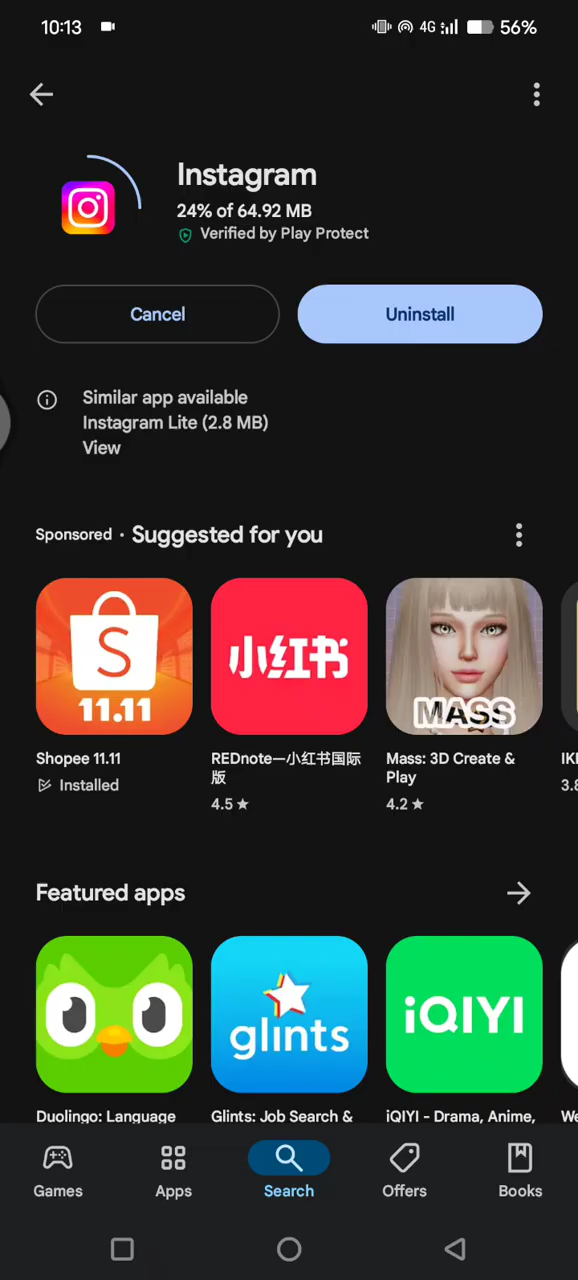 10:13
4G
56%
Instagram
24% of 64.92 MB
Verified by Play Protect
Cancel
Uninstall
Similar app available
Instagram Lite (2.8 MB)
View
Sponsored • Suggested for you
S
11.11
小红书
MASS
Shopee 11.11
Installed
REDnote—小红书国际
版
4.5 ★
Mass: 3D Create &
Play
4.2 ★
IKI
3.8
Featured apps
glints
iQIYI
Duolingo: Language
Glints: Job Search &
iQIYI - Drama, Anime,
We
Games
Apps
Search
Offers
Books